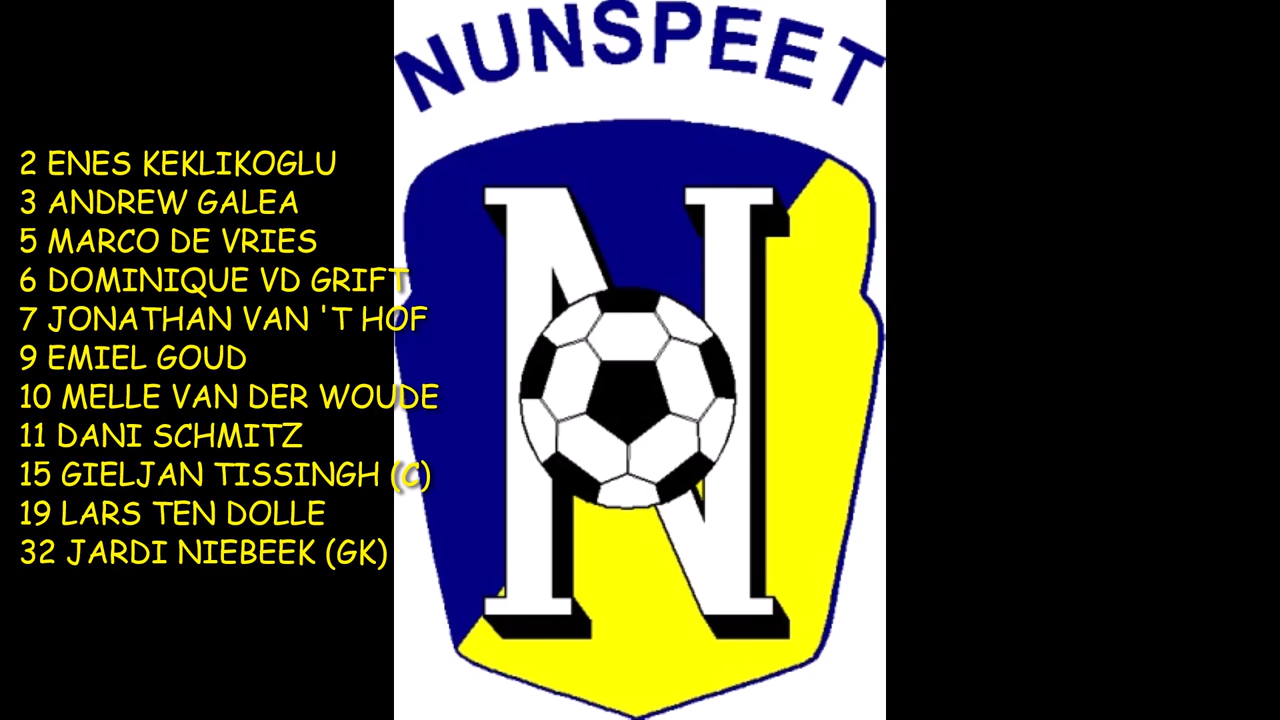 NUNSPEET
2 ENES KEKLIKOGLU
3 ANDREW GALEA
5 MARCO DE VRIES
6 DOMINIQUE VD GRIFT
7 JONATHAN VAN 'T HOF
9 EMIEL GOUD
10 MELLE VAN DER WOUDE
11 DANI SCHMITZ
15 GIELJAN TISSINGH (C)
19 LARS TEN DOLLE
32 JARDI NIEBEEK (GK)
N